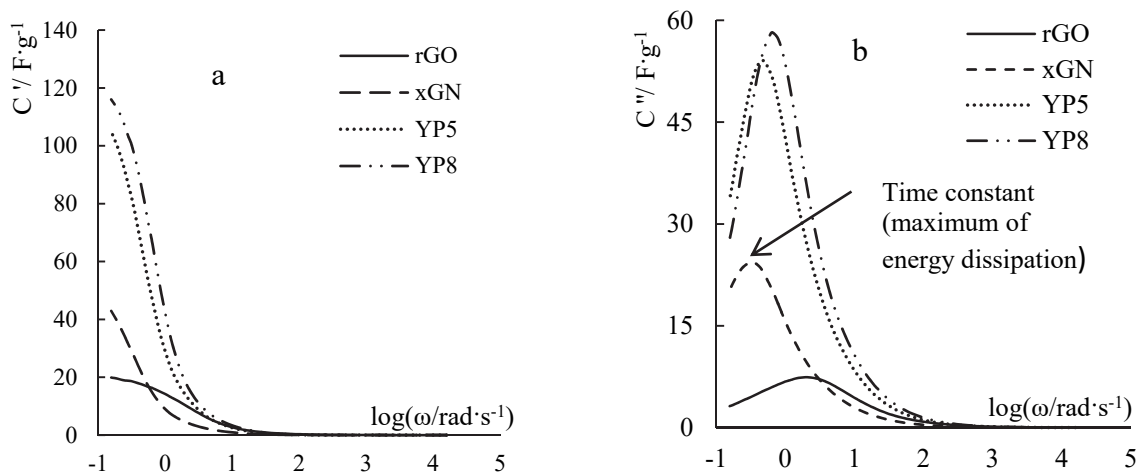 C '/ F·g-1
140
120
100
80
60
40
20
0
a
rGO
xGN
YP5
YP8
log(ω/rad·s-1)
-1 0 1 2 3 4 5
C "/ F·g-1
60
45
30
15
0
b
rGO
xGN
YP5
YP8
Time constant
(maximum of
energy dissipation)
log(ω/rad·s-1)
-1 0 1 2 3 4 5